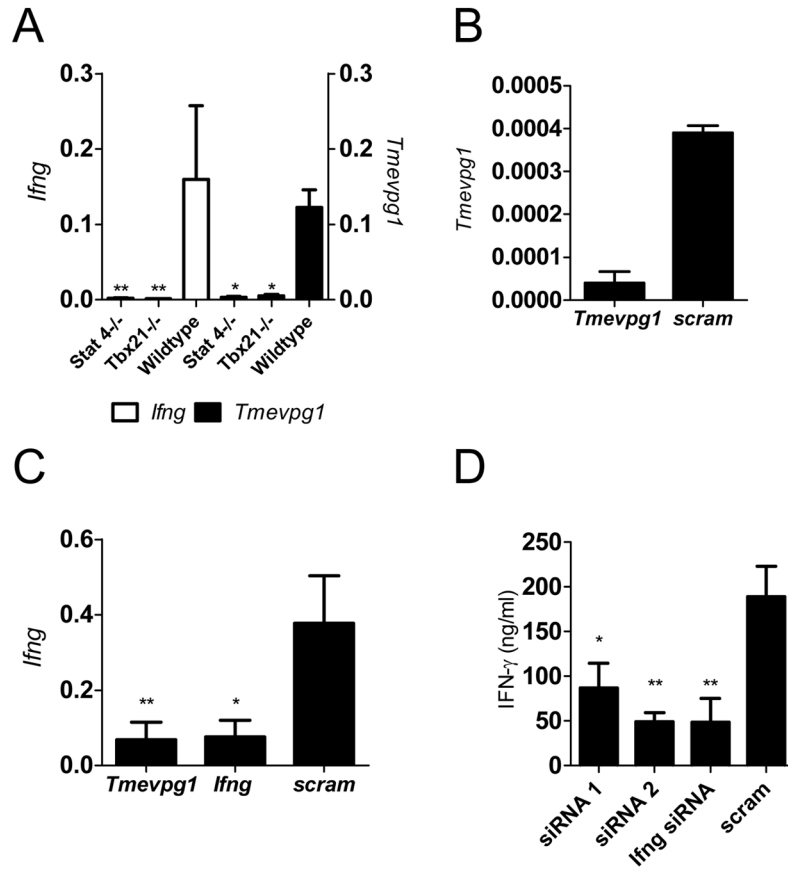 A
Ifng
0.3
0.2
0.1
0.0
** ** * *
0.3
0.2
0.1
0.0
Tmevpg1
Stat 4-/- Tbx21-/- Wildtype Stat 4-/- Tbx21-/- Wildtype
Ifng Tmevpg1
B
Tmevpg1
0.0005
0.0004
0.0003
0.0002
0.0001
0.0000
Tmevpg1 scram
C
Ifng
0.6
0.4
0.2
0.0
** *
Tmevpg1 Ifng scram
D
IFN-γ (ng/ml)
250
200
150
100
50
0
* ** **
siRNA 1 siRNA 2 Ifng siRNA scram